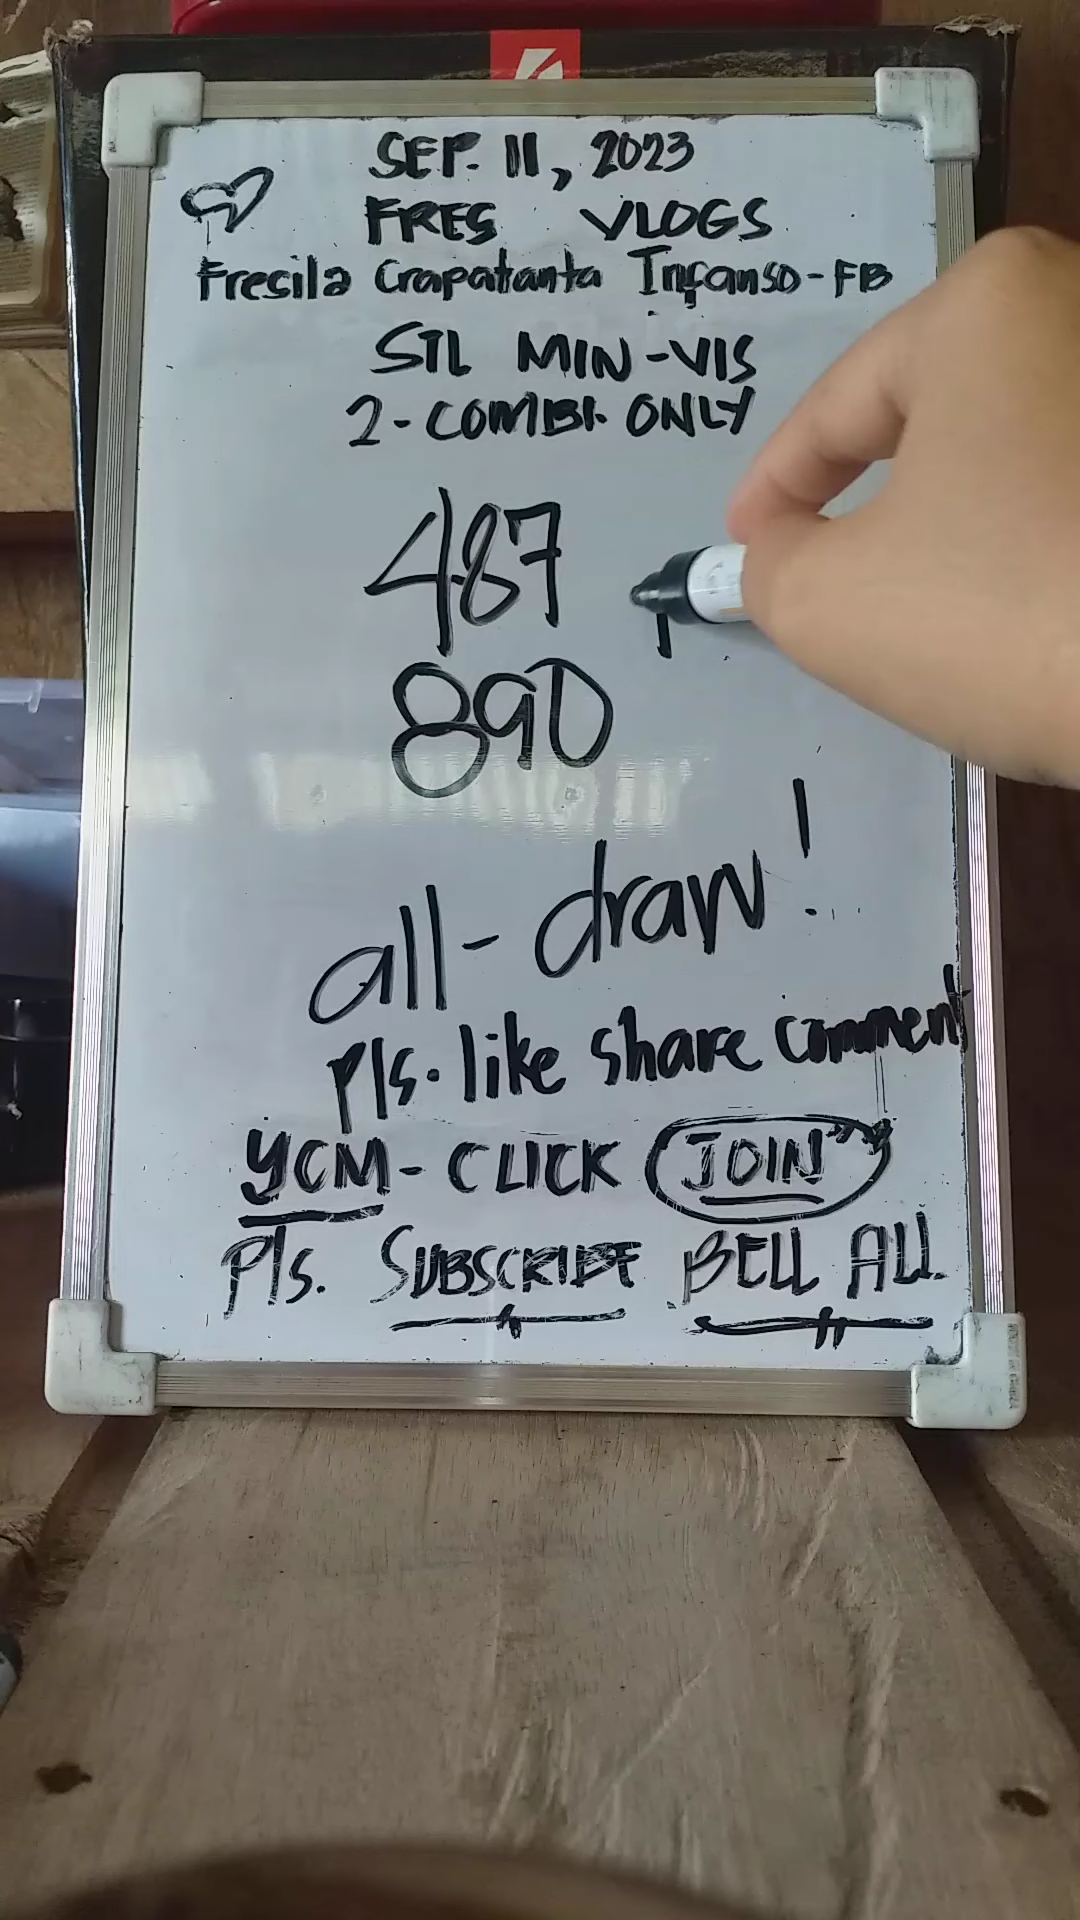 SEP. 11, 2023
FRES VLOGS
Fresila Crapatanta Infanso-FB
STL MIN-VIS
2-COMBI. ONLY
487
890
all-draw!
pls. like share comment
YCM-CLICK JOIN
Pls. SUBSCRIBE BELL ALL